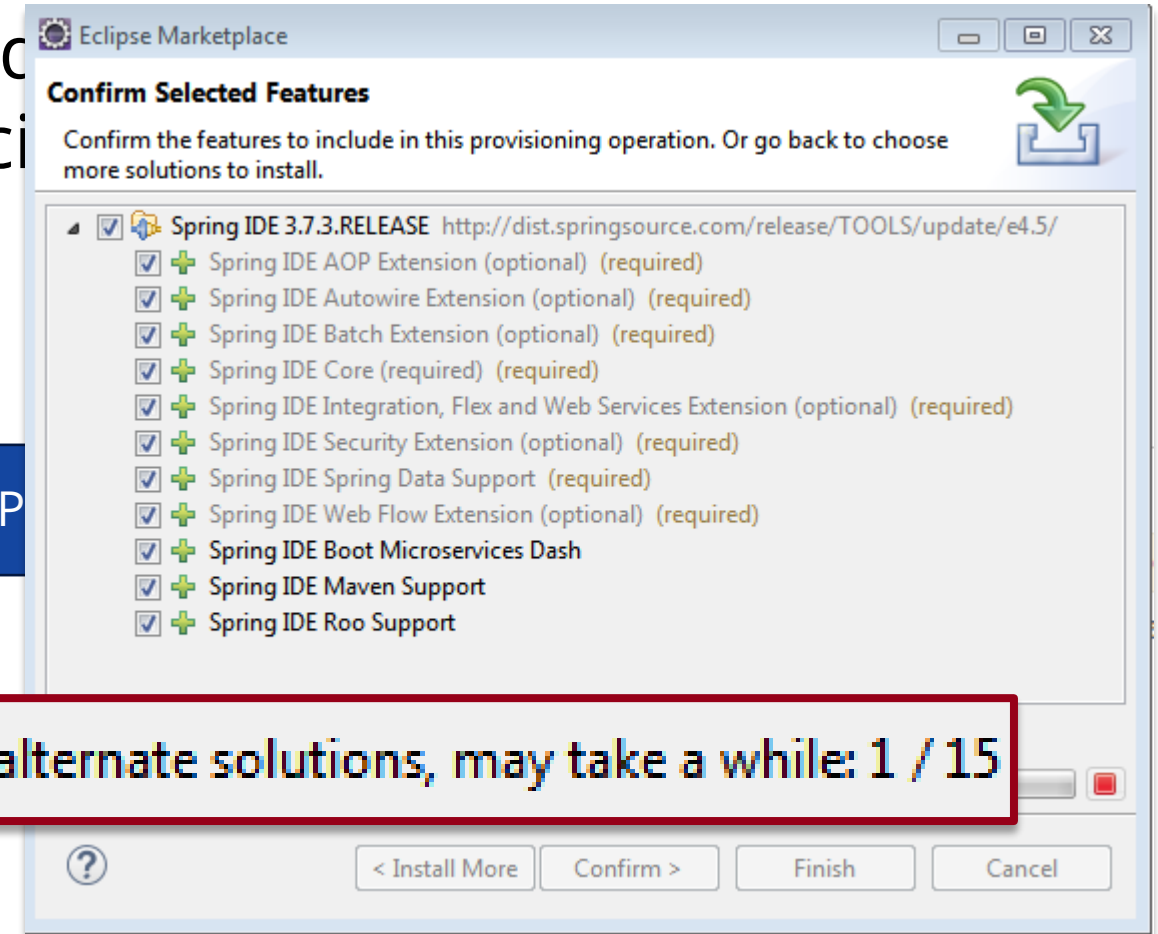 Eclipse Marketplace
Confirm Selected Features
Confirm the features to include in this provisioning operation. Or go back to choose
more solutions to install.
Spring IDE 3.7.3.RELEASE http://dist.springsource.com/release/TOOLS/update/e4.5/
Spring IDE AOP Extension (optional) (required)
Spring IDE Autowire Extension (optional) (required)
Spring IDE Batch Extension (optional) (required)
Spring IDE Core (required) (required)
Spring IDE Integration, Flex and Web Services Extension (optional) (required)
Spring IDE Security Extension (optional) (required)
Spring IDE Spring Data Support (required)
Spring IDE Web Flow Extension (optional) (required)
P
Spring IDE Boot Microservices Dash
Spring IDE Maven Support
Spring IDE Roo Support
alternate solutions, may take a while: 1 / 15
< Install More Confirm > Finish Cancel